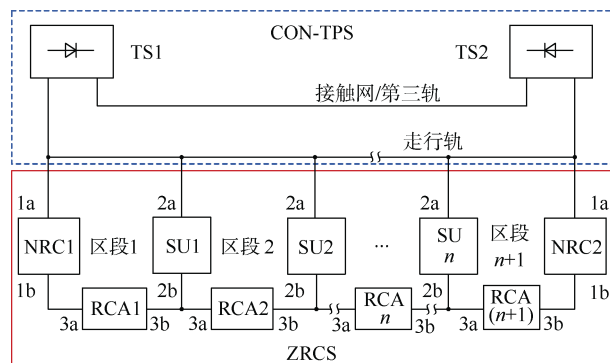 CON-TPS
TS1
TS2
接触网/第三轨
走行轨
1a
2a
2a
2a
1a
NRC1
区段1
SU1
区段 2
SU2
...
SU
n
区段
n+1
NRC2
1b
2b
2b
2b
1b
RCA1
RCA2
RCA
n
RCA
(n+1)
3a
3b
3a
3b
3a
3b
3a
3b
ZRCS